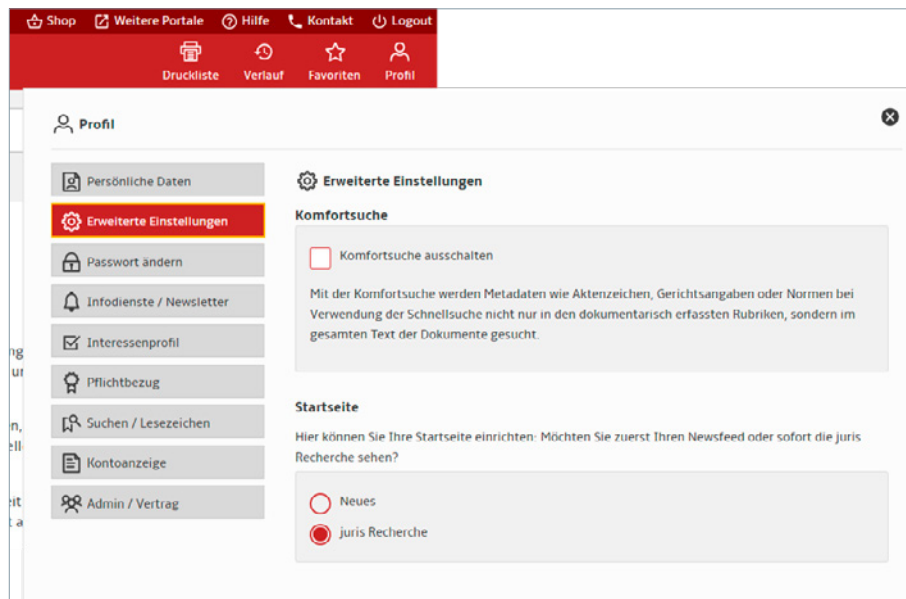 Shop Weitere Portale Hilfe Kontakt Logout
Druckliste Verlauf Favoriten Profil
Profil
Persönliche Daten
Erweiterte Einstellungen
Passwort ändern
Infodienste / Newsletter
Interessenprofil
Pflichtbezug
Suchen / Lesezeichen
Kontoanzeige
Admin / Vertrag
Erweiterte Einstellungen
Komfortsuche
Komfortsuche ausschalten
Mit der Komfortsuche werden Metadaten wie Aktenzeichen, Gerichtsangaben oder Normen bei
Verwendung der Schnellsuche nicht nur in den dokumentarisch erfassten Rubriken, sondern im
gesamten Text der Dokumente gesucht.
Startseite
Hier können Sie Ihre Startseite einrichten: Möchten Sie zuerst Ihren Newsfeed oder sofort die juris
Recherche sehen?
Neues
juris Recherche